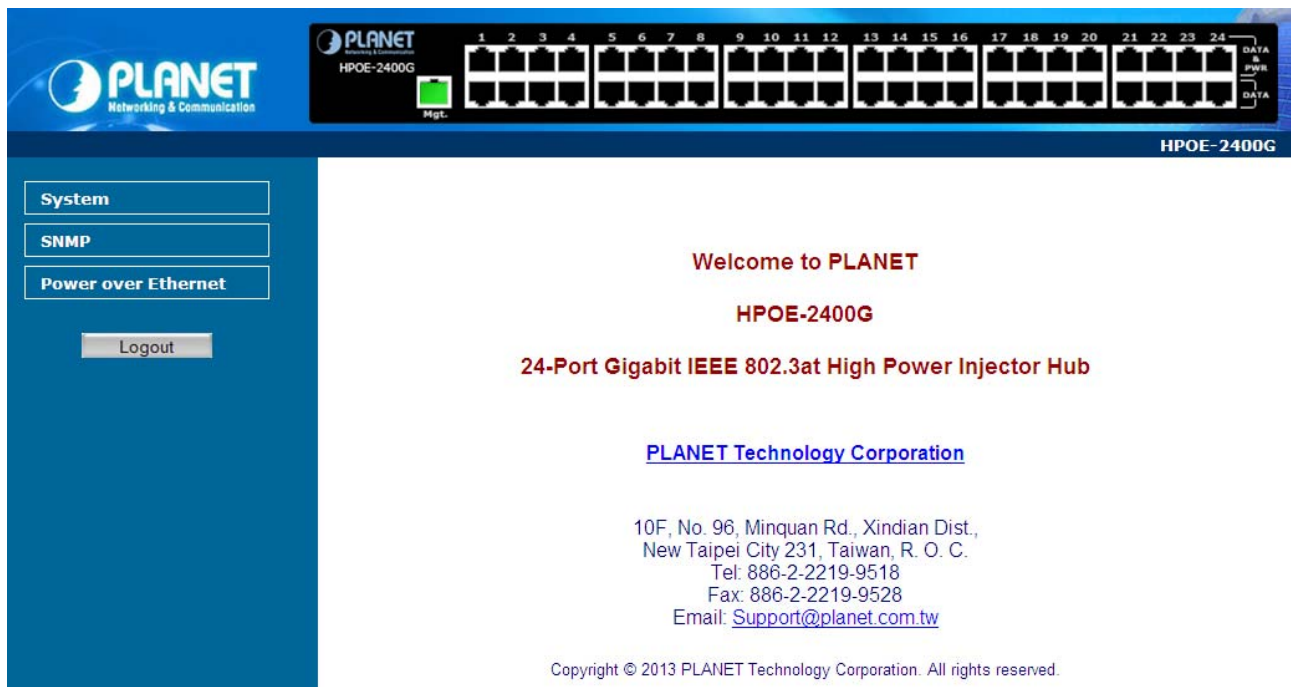 PLANET
Networking & Communication
PLANET
Networking & Communication
HPOE-2400G
Mgt.
1 2 3 4 5 6 7 8 9 10 11 12 13 14 15 16 17 18 19 20 21 22 23 24
DATA
&
PWR
DATA
HPOE-2400G
System
SNMP
Power over Ethernet
Logout
Welcome to PLANET
HPOE-2400G
24-Port Gigabit IEEE 802.3at High Power Injector Hub
PLANET Technology Corporation
10F, No. 96, Minquan Rd., Xindian Dist.,
New Taipei City 231, Taiwan, R. O. C.
Tel: 886-2-2219-9518
Fax: 886-2-2219-9528
Email: Support@planet.com.tw
Copyright © 2013 PLANET Technology Corporation. All rights reserved.